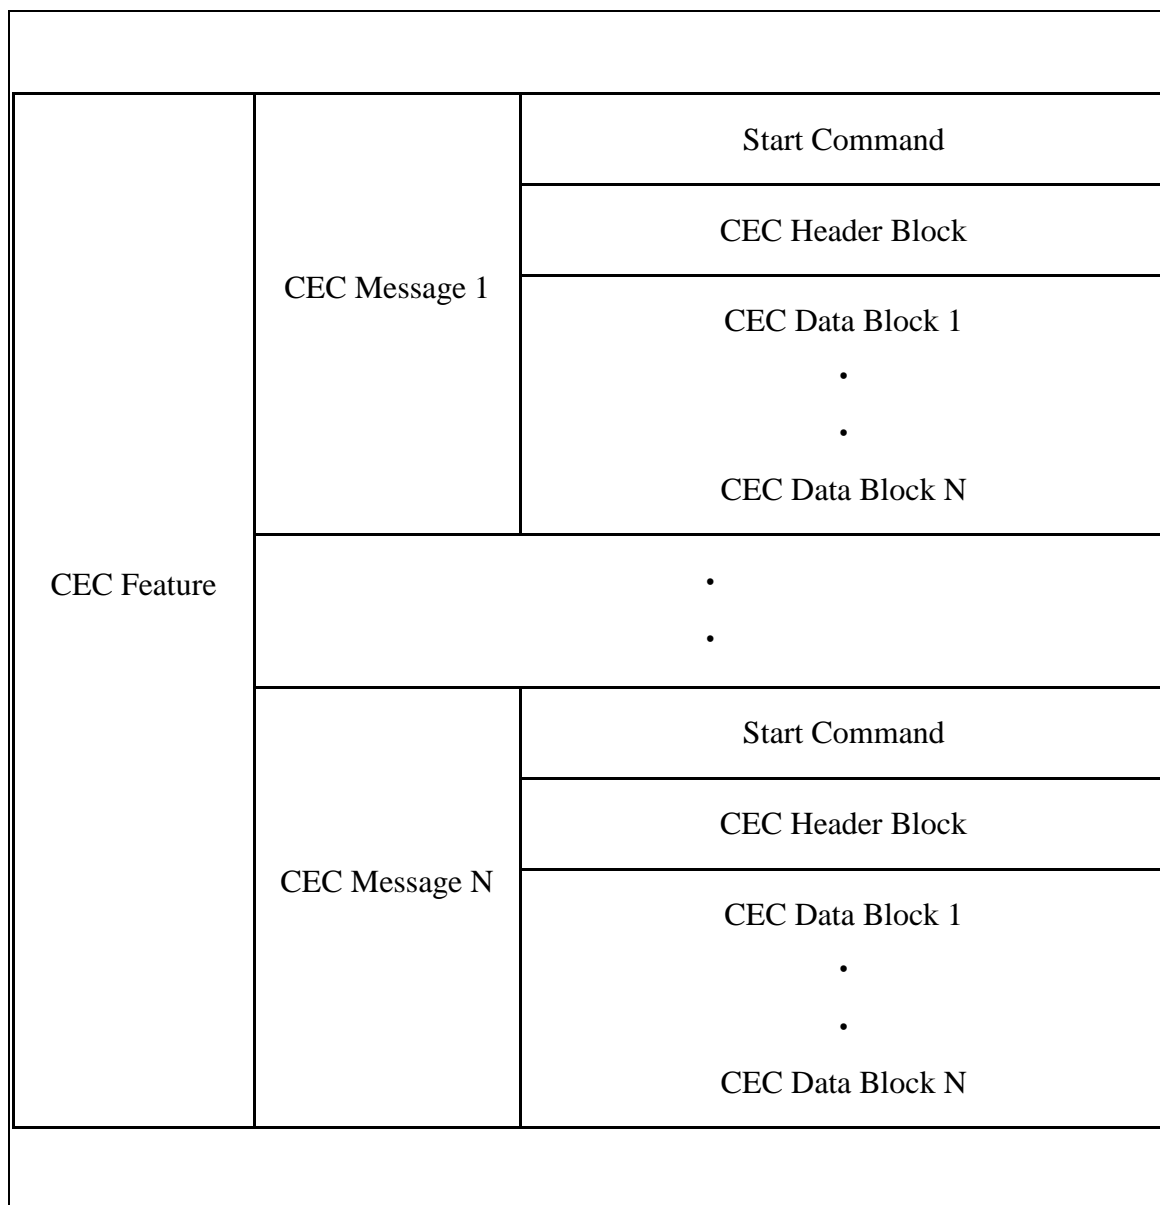 Start Command
CEC Header Block
CEC Message 1
CEC Data Block 1
.
.
CEC Data Block N
CEC Feature
.
.
Start Command
CEC Header Block
CEC Message N
CEC Data Block 1
.
.
CEC Data Block N